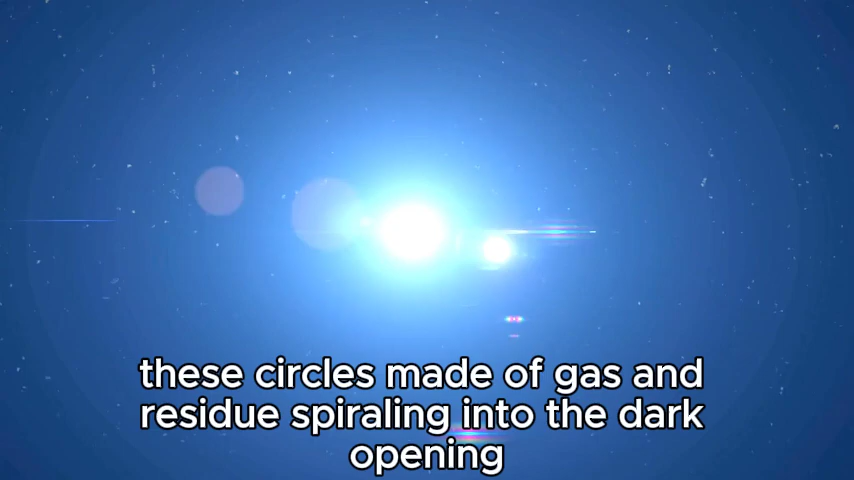 these circles made of gas and
residue spiraling into the dark
opening